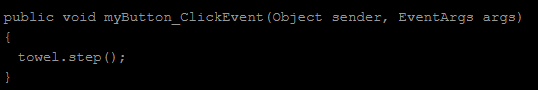 public void myButton_ClickEvent(Object sender, EventArgs args)
{
  towel.step();
}